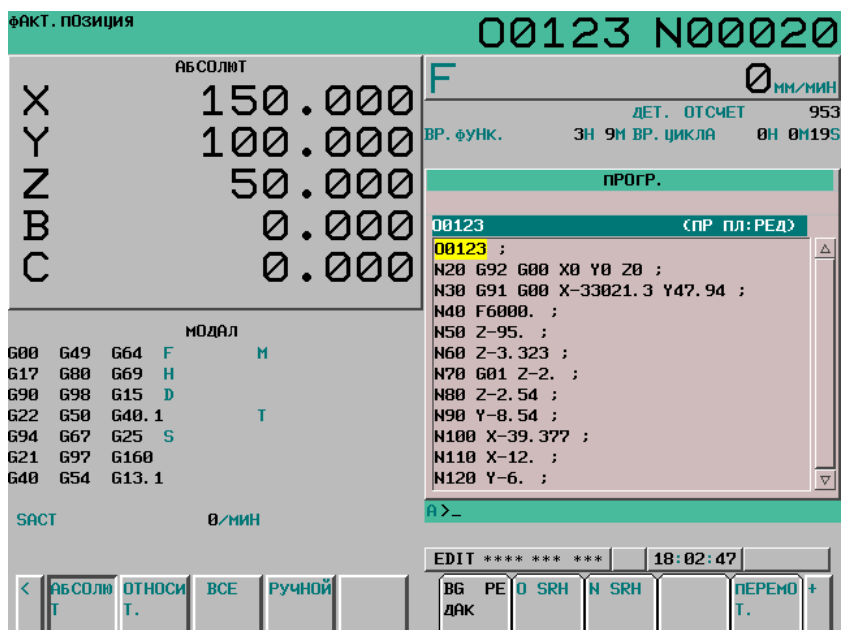 ФАКТ. ПОЗИЦИЯ
O0123 N00020
АБСОЛЮТ
X 150.000
Y 100.000
Z 50.000
B 0.000
C 0.000
F 0 ММ/МИН
ДЕТ. ОТСЧЕТ 953
ВР. ФУНК. 3H 9M ВР. ЦИКЛА 0H 0M19S
ПРОГР.
O0123 (ПР ПЛ:РЕД)
O0123 ;
N20 G92 G00 X0 Y0 Z0 ;
N30 G91 G00 X-33021.3 Y47.94 ;
N40 F6000. ;
N50 Z-95. ;
N60 Z-3.323 ;
N70 G01 Z-2. ;
N80 Z-2.54 ;
N90 Y-8.54 ;
N100 X-39.377 ;
N110 X-12. ;
N120 Y-6. ;
МОДАЛ
G00 G49 G64 F M
G17 G80 G69 H
G90 G98 G15 D
G22 G50 G40.1 T
G94 G67 G25 S
G21 G97 G160
G40 G54 G13.1
SACT 0/МИН
A>_
EDIT **** *** *** 18:02:47
< АБСОЛЮ
Т
ОТНОСИ
Т.
ВСЕ
РУЧНОЙ
BG РЕ
ДАК
O SRH
N SRH
ПЕРЕМО
Т.
+